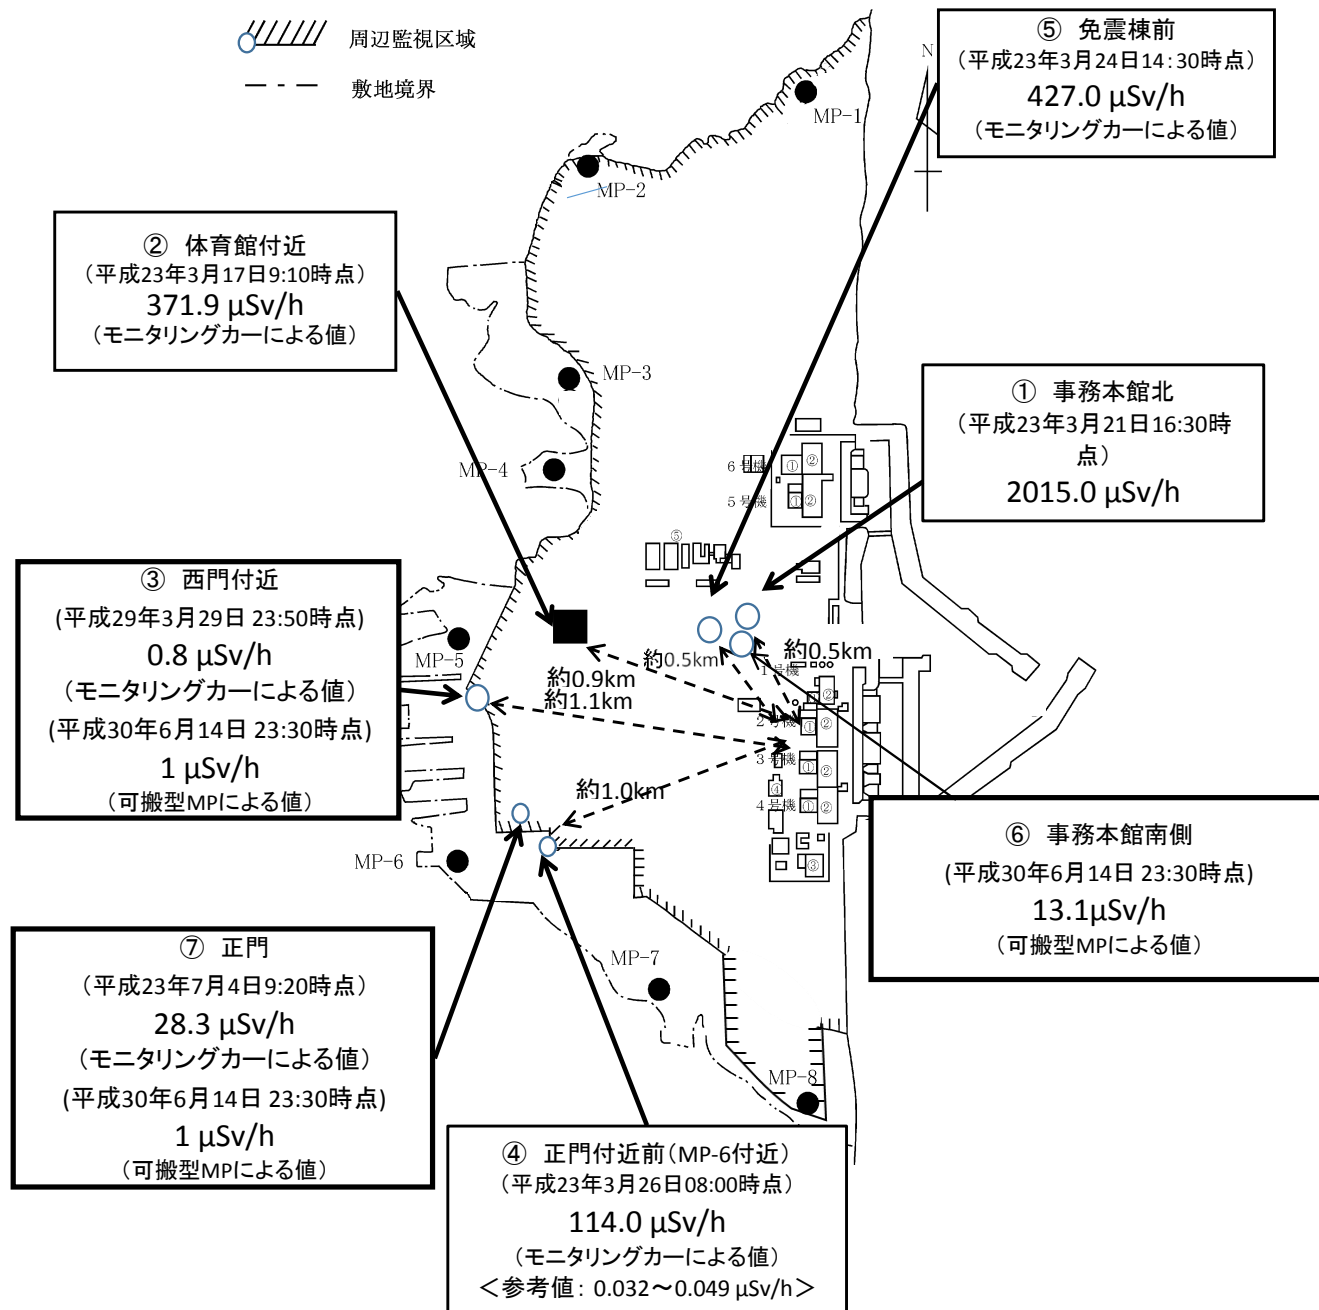 周辺監視区域
敷地境界
⑤ 免震棟前
(平成23年3月24日14:30時点)
427.0 μSv/h
(モニタリングカーによる値)
N
MP-1
MP-2
② 体育館付近
(平成23年3月17日9:10時点)
371.9 μSv/h
(モニタリングカーによる値)
MP-3
① 事務本館北
(平成23年3月21日16:30時
点)
2015.0 μSv/h
MP-4
6号機
①
②
5号機
①
②
⑤
③ 西門付近
(平成29年3月29日 23:50時点)
0.8 μSv/h
(モニタリングカーによる値)
(平成30年6月14日 23:30時点)
1 μSv/h
(可搬型MPによる値)
MP-5
約0.5km
約0.5km
約0.9km
約1.1km
1号機
②
2号機
①
②
3号機
①
②
④
4号機
①
②
③
約1.0km
MP-6
⑥ 事務本館南側
(平成30年6月14日 23:30時点)
13.1μSv/h
(可搬型MPによる値)
⑦ 正門
(平成23年7月4日9:20時点)
28.3 μSv/h
(モニタリングカーによる値)
(平成30年6月14日 23:30時点)
1 μSv/h
(可搬型MPによる値)
MP-7
MP-8
④ 正門付近前(MP-6付近)
(平成23年3月26日08:00時点)
114.0 μSv/h
(モニタリングカーによる値)
<参考値: 0.032～0.049 μSv/h>